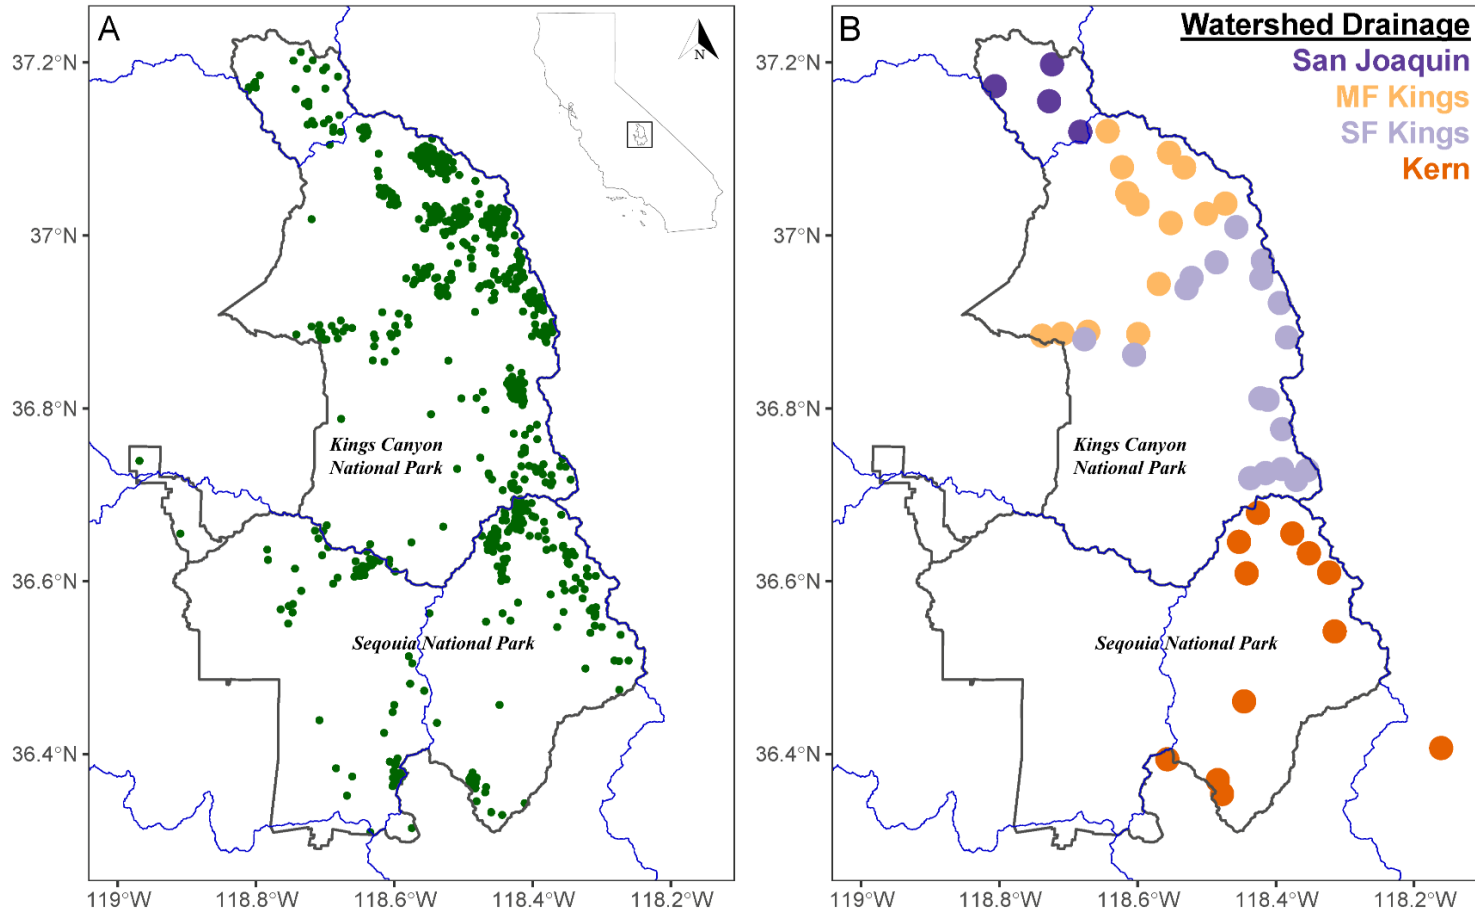 A
N
37.2°N
37°N
36.8°N
36.6°N
36.4°N
Kings Canyon
National Park
Seqouia National Park
119°W
118.8°W
118.6°W
118.4°W
118.2°W
B
Watershed Drainage
San Joaquin
MF Kings
SF Kings
Kern
37.2°N
37°N
36.8°N
36.6°N
36.4°N
Kings Canyon
National Park
Seqouia National Park
119°W
118.8°W
118.6°W
118.4°W
118.2°W